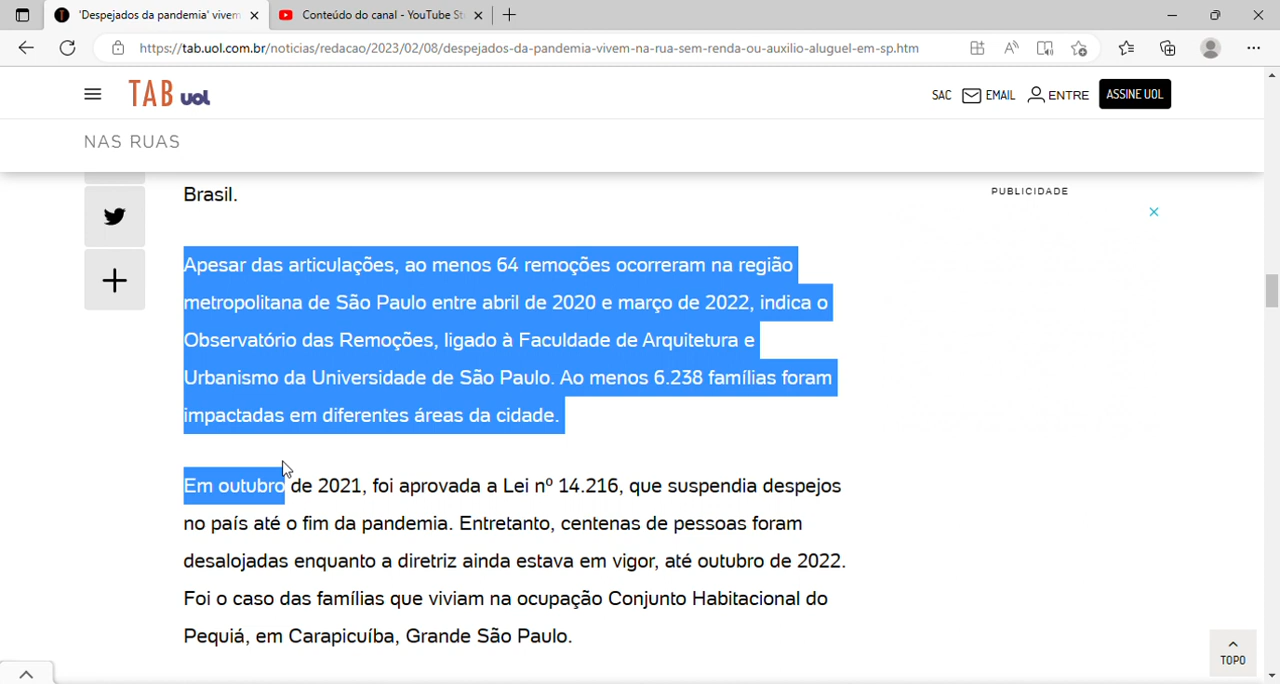 'Despejados da pandemia' vivem
Conteúdo do canal - YouTube St
https://tab.uol.com.br/noticias/redacao/2023/02/08/despejados-da-pandemia-vivem-na-rua-sem-renda-ou-auxilio-aluguel-em-sp.htm
TAB uol
SAC EMAIL ENTRE ASSINE UOL
NAS RUAS
PUBLICIDADE
Brasil.
Apesar das articulações, ao menos 64 remoções ocorreram na região
metropolitana de São Paulo entre abril de 2020 e março de 2022, indica o
Observatório das Remoções, ligado à Faculdade de Arquitetura e
Urbanismo da Universidade de São Paulo. Ao menos 6.238 famílias foram
impactadas em diferentes áreas da cidade.
Em outubro de 2021, foi aprovada a Lei nº 14.216, que suspendia despejos
no país até o fim da pandemia. Entretanto, centenas de pessoas foram
desalojadas enquanto a diretriz ainda estava em vigor, até outubro de 2022.
Foi o caso das famílias que viviam na ocupação Conjunto Habitacional do
Pequiá, em Carapicuíba, Grande São Paulo.
TOPO